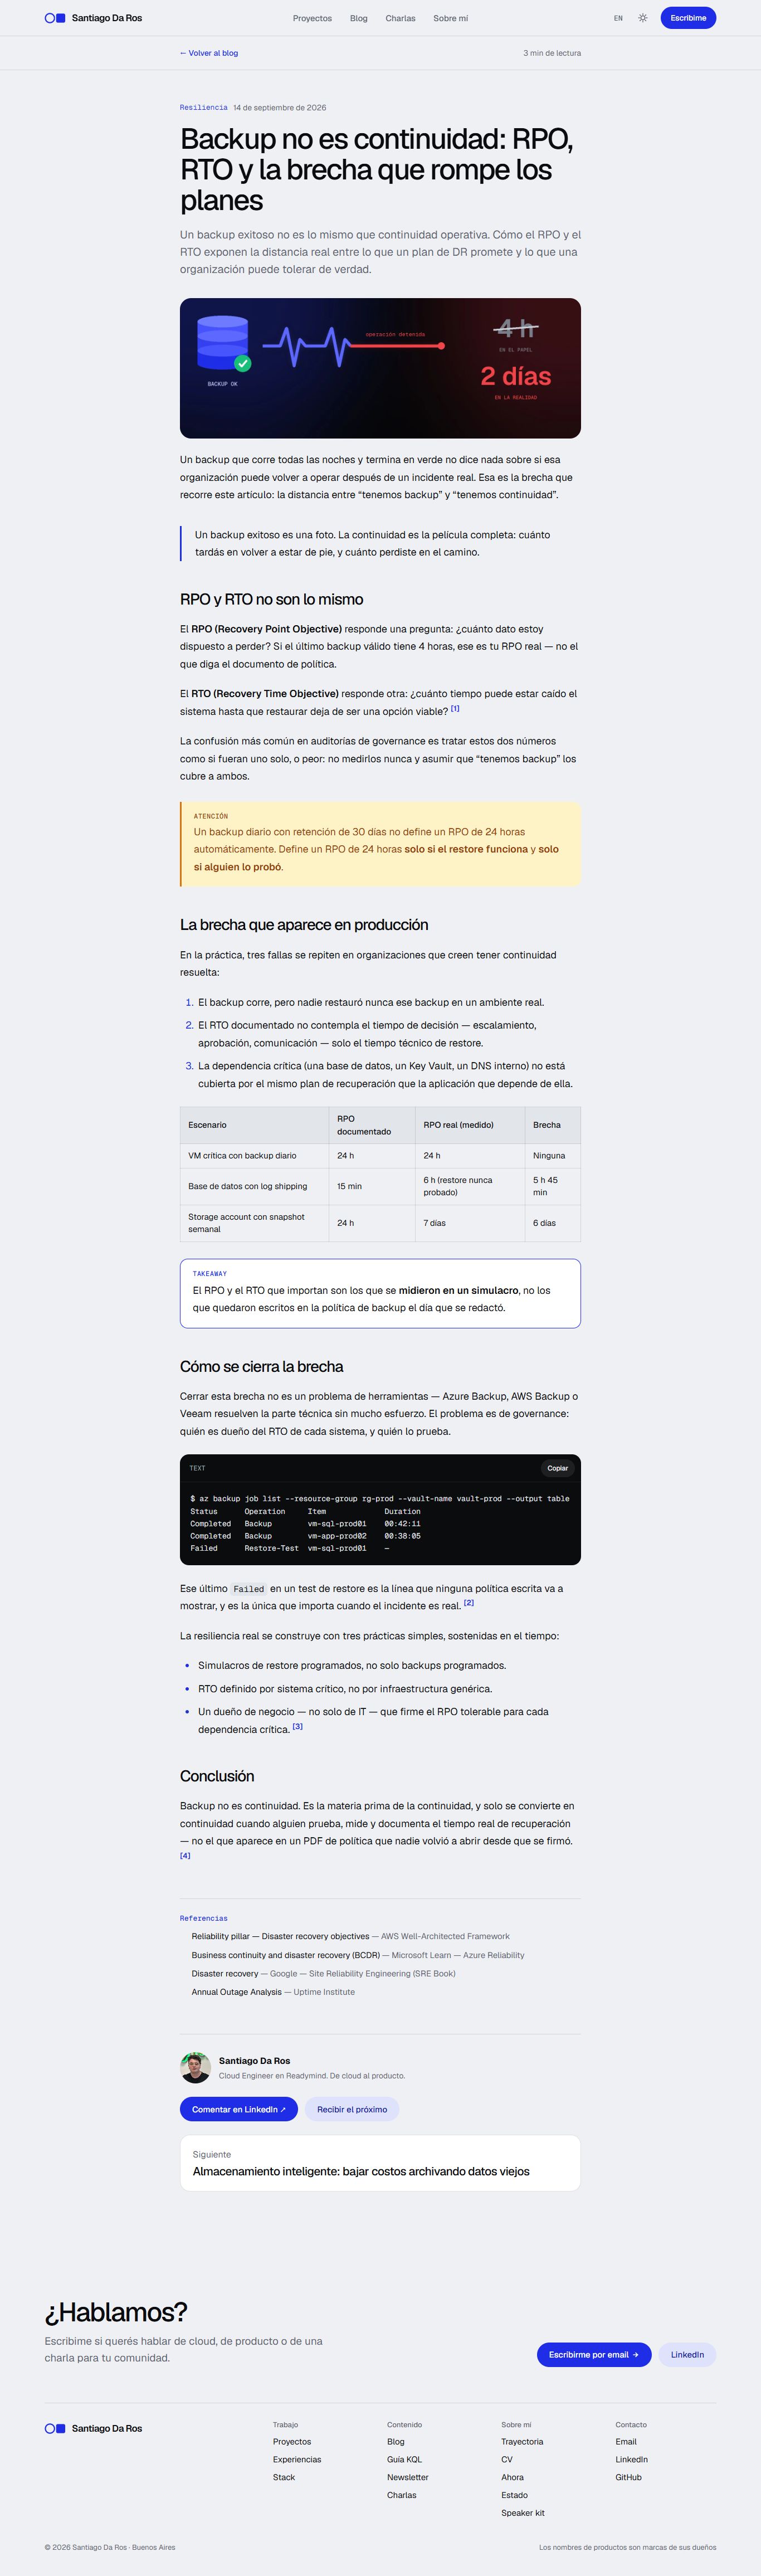 Santiago Da Ros
Proyectos Blog Charlas Sobre mí
EN
Escribime
← Volver al blog
3 min de lectura
Resiliencia 14 de septiembre de 2026
Backup no es continuidad: RPO,
RTO y la brecha que rompe los
planes
Un backup exitoso no es lo mismo que continuidad operativa. Cómo el RPO y el
RTO exponen la distancia real entre lo que un plan de DR promete y lo que una
organización puede tolerar de verdad.
BACKUP OK
operación detenida
4 h
EN EL PAPEL
2 días
EN LA REALIDAD
Un backup que corre todas las noches y termina en verde no dice nada sobre si esa
organización puede volver a operar después de un incidente real. Esa es la brecha que
recorre este artículo: la distancia entre “tenemos backup” y “tenemos continuidad”.
Un backup exitoso es una foto. La continuidad es la película completa: cuánto
tardás en volver a estar de pie, y cuánto perdiste en el camino.
RPO y RTO no son lo mismo
El RPO (Recovery Point Objective) responde una pregunta: ¿cuánto dato estoy
dispuesto a perder? Si el último backup válido tiene 4 horas, ese es tu RPO real — no el
que diga el documento de política.
El RTO (Recovery Time Objective) responde otra: ¿cuánto tiempo puede estar caído el
sistema hasta que restaurar deja de ser una opción viable? [1]
La confusión más común en auditorías de governance es tratar estos dos números
como si fueran uno solo, o peor: no medirlos nunca y asumir que “tenemos backup” los
cubre a ambos.
ATENCIÓN
Un backup diario con retención de 30 días no define un RPO de 24 horas
automáticamente. Define un RPO de 24 horas solo si el restore funciona y solo
si alguien lo probó.
La brecha que aparece en producción
En la práctica, tres fallas se repiten en organizaciones que creen tener continuidad
resuelta:
1. El backup corre, pero nadie restauró nunca ese backup en un ambiente real.
2. El RTO documentado no contempla el tiempo de decisión — escalamiento,
aprobación, comunicación — solo el tiempo técnico de restore.
3. La dependencia crítica (una base de datos, un Key Vault, un DNS interno) no está
cubierta por el mismo plan de recuperación que la aplicación que depende de ella.
Escenario RPO documentado RPO real (medido) Brecha
VM crítica con backup diario 24 h 24 h Ninguna
Base de datos con log shipping 15 min 6 h (restore nunca probado) 5 h 45 min
Storage account con snapshot semanal 24 h 7 días 6 días
TAKEAWAY
El RPO y el RTO que importan son los que se midieron en un simulacro, no los
que quedaron escritos en la política de backup el día que se redactó.
Cómo se cierra la brecha
Cerrar esta brecha no es un problema de herramientas — Azure Backup, AWS Backup o
Veeam resuelven la parte técnica sin mucho esfuerzo. El problema es de governance:
quién es dueño del RTO de cada sistema, y quién lo prueba.
TEXT
Copiar
$ az backup job list --resource-group rg-prod --vault-name vault-prod --output table
Status Operation Item Duration
Completed Backup vm-sql-prod01 00:42:11
Completed Backup vm-app-prod02 00:38:05
Failed Restore-Test vm-sql-prod01 —
Ese último Failed en un test de restore es la línea que ninguna política escrita va a
mostrar, y es la única que importa cuando el incidente es real. [2]
La resiliencia real se construye con tres prácticas simples, sostenidas en el tiempo:
• Simulacros de restore programados, no solo backups programados.
• RTO definido por sistema crítico, no por infraestructura genérica.
• Un dueño de negocio — no solo de IT — que firme el RPO tolerable para cada
dependencia crítica. [3]
Conclusión
Backup no es continuidad. Es la materia prima de la continuidad, y solo se convierte en
continuidad cuando alguien prueba, mide y documenta el tiempo real de recuperación
— no el que aparece en un PDF de política que nadie volvió a abrir desde que se firmó.
[4]
Referencias
Reliability pillar — Disaster recovery objectives — AWS Well-Architected Framework
Business continuity and disaster recovery (BCDR) — Microsoft Learn — Azure Reliability
Disaster recovery — Google — Site Reliability Engineering (SRE Book)
Annual Outage Analysis — Uptime Institute
Santiago Da Ros
Cloud Engineer en Readymind. De cloud al producto.
Comentar en LinkedIn ↗
Recibir el próximo
Siguiente
Almacenamiento inteligente: bajar costos archivando datos viejos
¿Hablamos?
Escribime si querés hablar de cloud, de producto o de una
charla para tu comunidad.
Escribirme por email →
LinkedIn
Santiago Da Ros
Trabajo
Proyectos
Experiencias
Stack
Contenido
Blog
Guía KQL
Newsletter
Charlas
Sobre mí
Trayectoria
CV
Ahora
Estado
Speaker kit
Contacto
Email
LinkedIn
GitHub
© 2026 Santiago Da Ros · Buenos Aires
Los nombres de productos son marcas de sus dueños